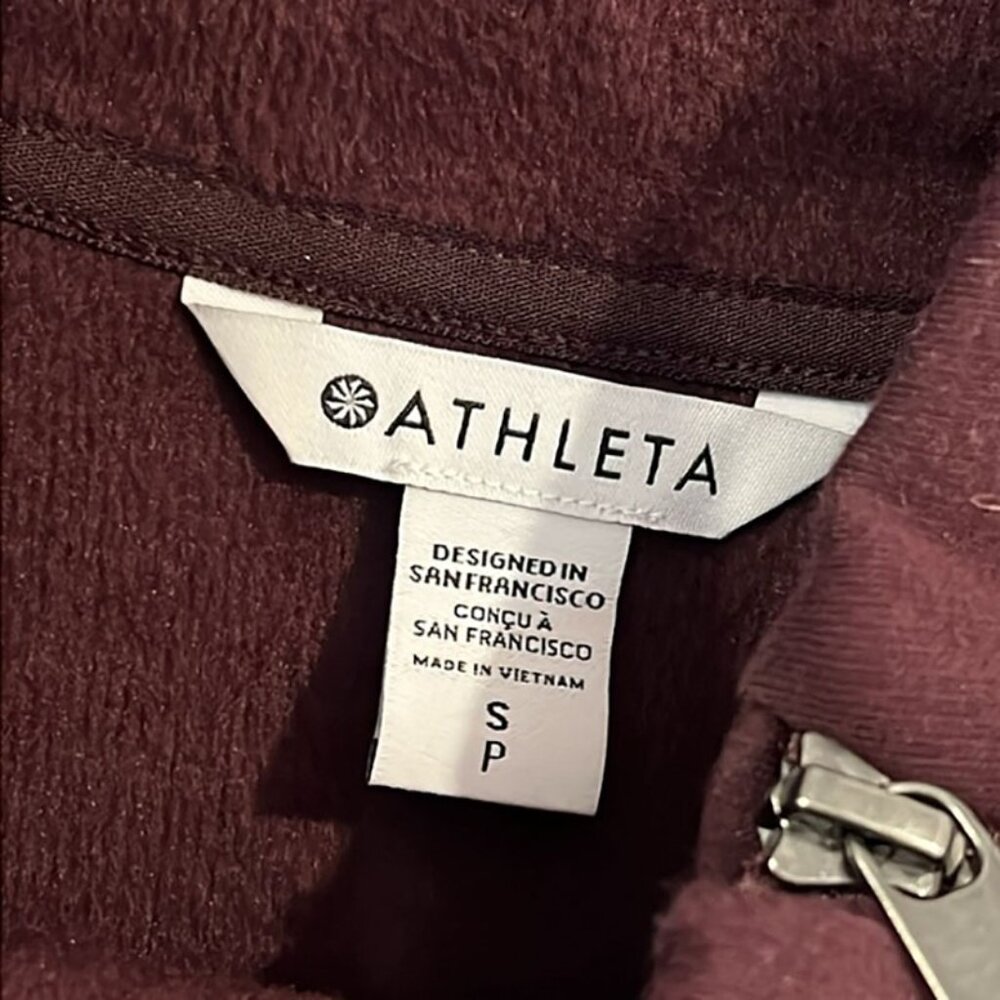 ATHLETA
DESIGNED IN
SAN FRANCISCO
CONÇU À
SAN FRANCISCO
MADE IN VIETNAM
S
P